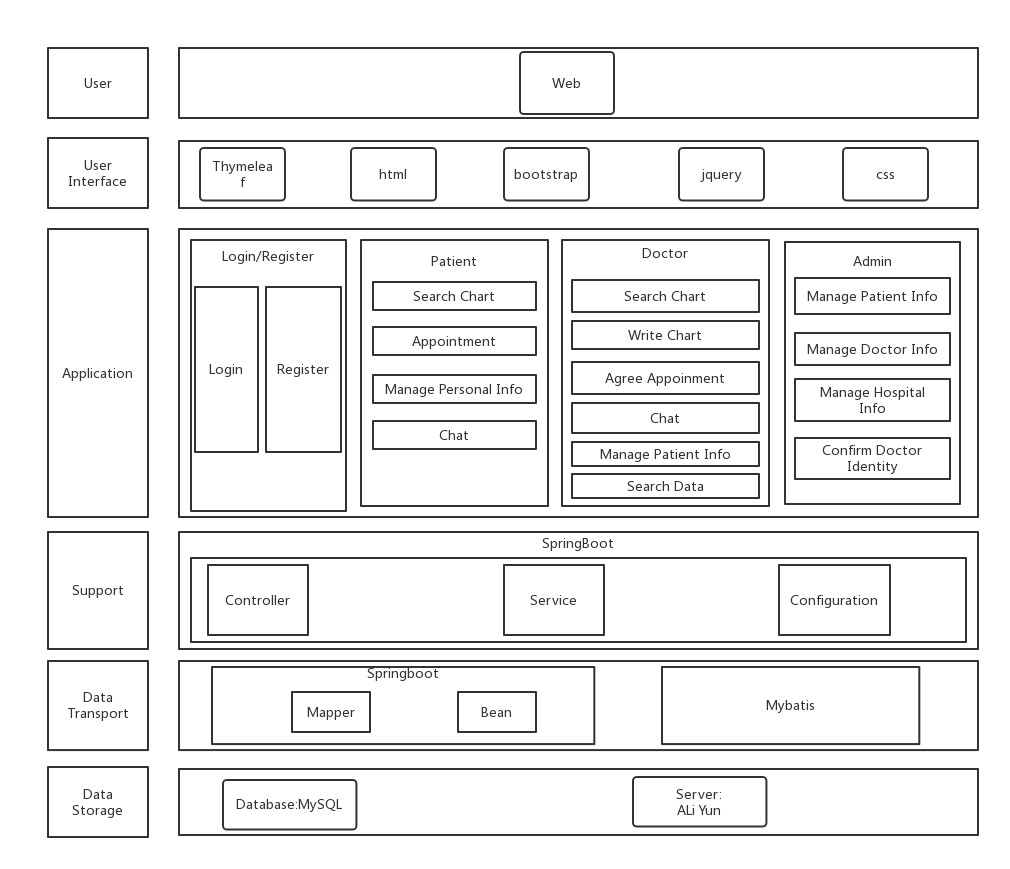 User
Web
User
Interface
Thymelea
f
html
bootstrap
jquery
css
Application
Login/Register
Login
Register
Patient
Search Chart
Appointment
Manage Personal Info
Chat
Doctor
Search Chart
Write Chart
Agree Appoinment
Chat
Manage Patient Info
Search Data
Admin
Manage Patient Info
Manage Doctor Info
Manage Hospital
Info
Confirm Doctor
Identity
Support
SpringBoot
Controller
Service
Configuration
Data
Transport
Springboot
Mapper
Bean
Mybatis
Data
Storage
Database:MySQL
Server:
ALi Yun